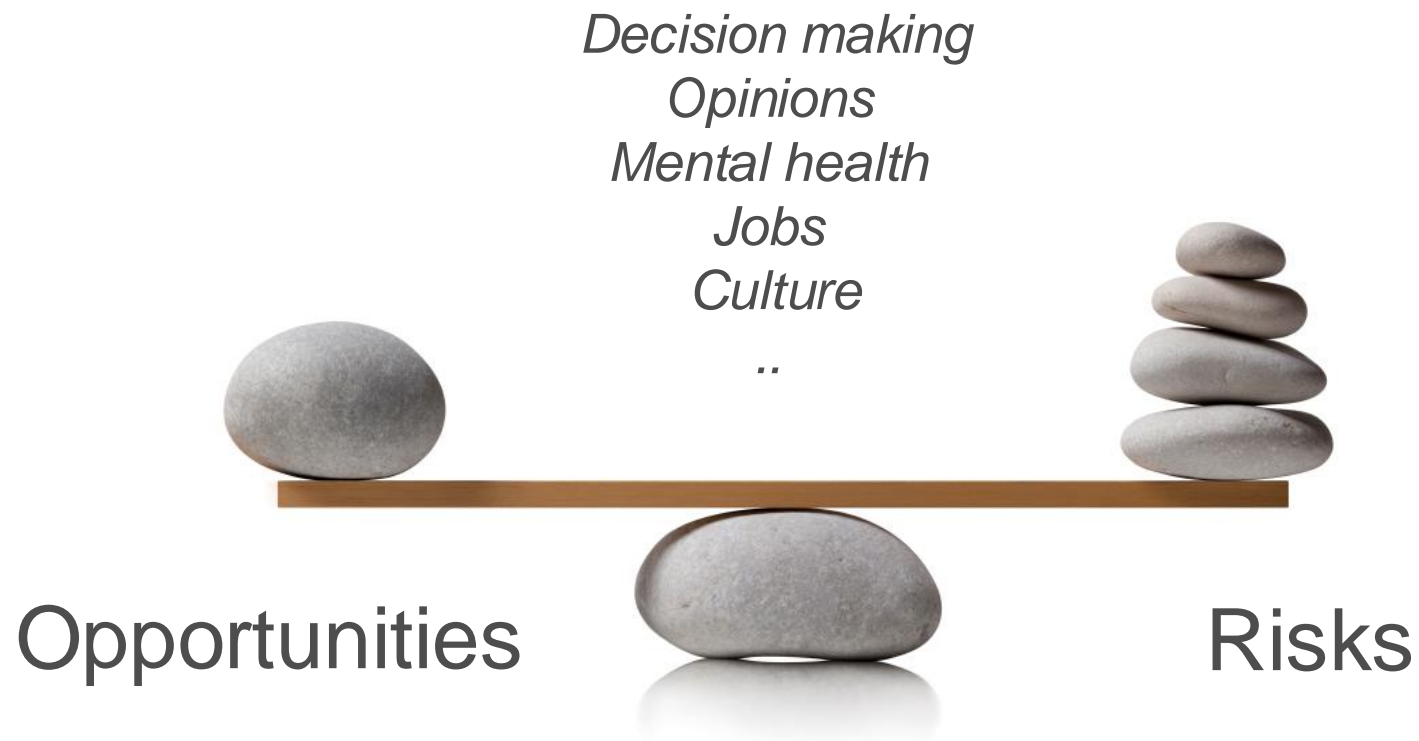 Decision making
Opinions
Mental health
Jobs
Culture
..
Opportunities
Risks